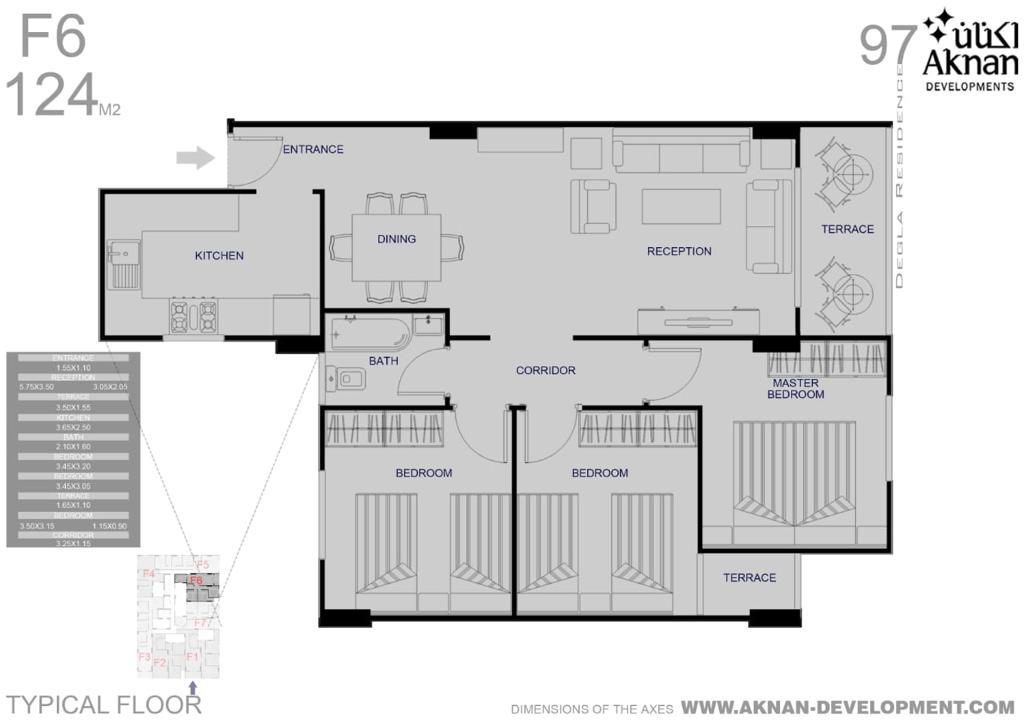 F6
124 M2
97
اكنان
Aknan
DEVELOPMENTS
DEGLA RESIDENCE
ENTRANCE
KITCHEN
DINING
RECEPTION
TERRACE
BATH
CORRIDOR
MASTER
BEDROOM
BEDROOM
BEDROOM
TERRACE
ENTRANCE
1.55X1.10
RECEPTION
5.75X3.50 3.05X2.05
TERRACE
3.50X1.55
KITCHEN
3.65X2.50
BATH
2.10X1.60
BEDROOM
3.45X3.20
BEDROOM
3.45X3.05
TERRACE
1.65X1.10
BEDROOM
3.50X3.15 1.15X0.90
CORRIDOR
3.25X1.15
F5
F4
F6
F7
F3
F2
F1
TYPICAL FLOOR
DIMENSIONS OF THE AXES WWW.AKNAN-DEVELOPMENT.COM